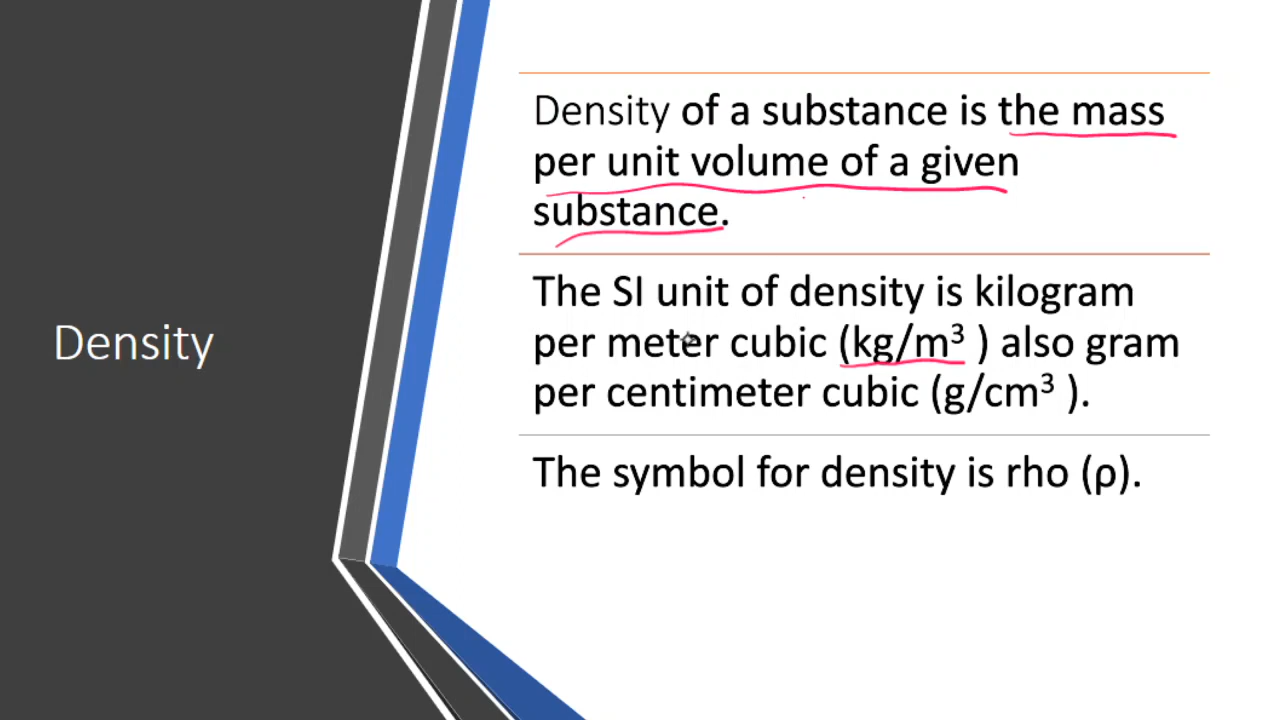 Density
Density of a substance is the mass
per unit volume of a given
substance.
The SI unit of density is kilogram
per meter cubic (kg/m³ ) also gram
per centimeter cubic (g/cm³ ).
The symbol for density is rho (ρ).